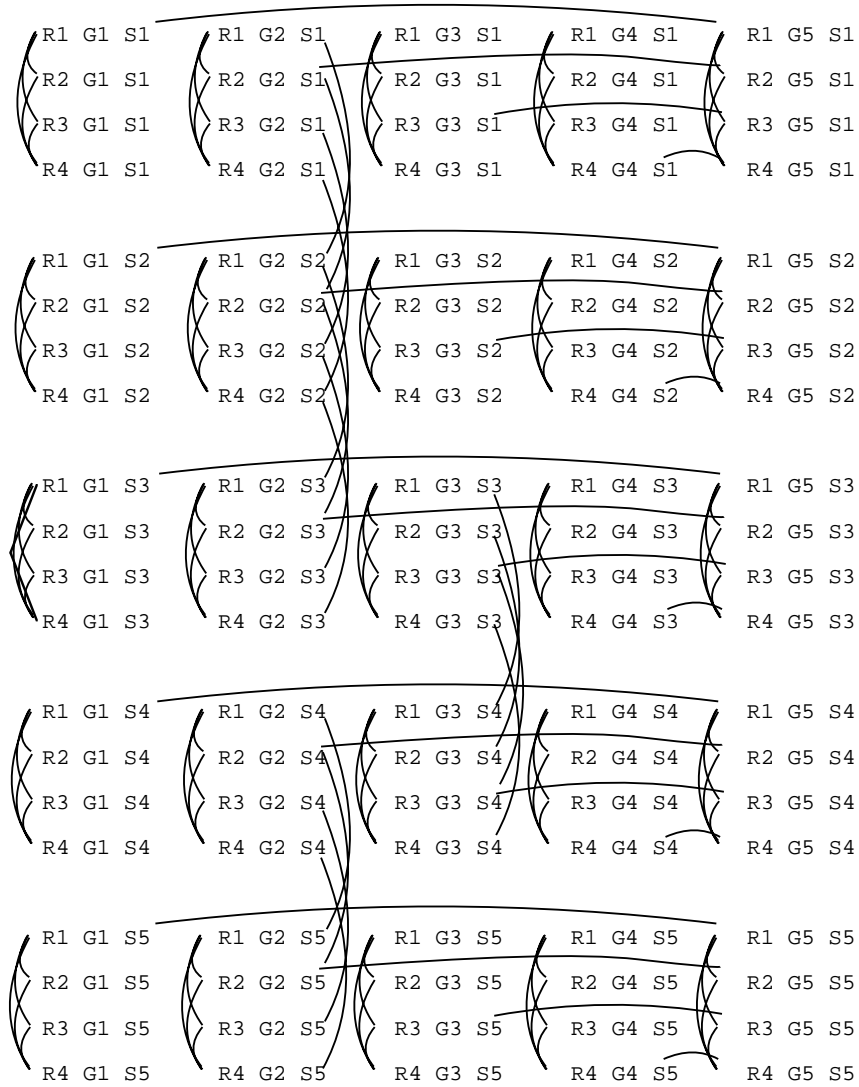 R1 G1 S1 R1 G2 S1 R1 G3 S1 R1 G4 S1 R1 G5 S1
R2 G1 S1 R2 G2 S1 R2 G3 S1 R2 G4 S1 R2 G5 S1
R3 G1 S1 R3 G2 S1 R3 G3 S1 R3 G4 S1 R3 G5 S1
R4 G1 S1 R4 G2 S1 R4 G3 S1 R4 G4 S1 R4 G5 S1
R1 G1 S2 R1 G2 S2 R1 G3 S2 R1 G4 S2 R1 G5 S2
R2 G1 S2 R2 G2 S2 R2 G3 S2 R2 G4 S2 R2 G5 S2
R3 G1 S2 R3 G2 S2 R3 G3 S2 R3 G4 S2 R3 G5 S2
R4 G1 S2 R4 G2 S2 R4 G3 S2 R4 G4 S2 R4 G5 S2
R1 G1 S3 R1 G2 S3 R1 G3 S3 R1 G4 S3 R1 G5 S3
R2 G1 S3 R2 G2 S3 R2 G3 S3 R2 G4 S3 R2 G5 S3
R3 G1 S3 R3 G2 S3 R3 G3 S3 R3 G4 S3 R3 G5 S3
R4 G1 S3 R4 G2 S3 R4 G3 S3 R4 G4 S3 R4 G5 S3
R1 G1 S4 R1 G2 S4 R1 G3 S4 R1 G4 S4 R1 G5 S4
R2 G1 S4 R2 G2 S4 R2 G3 S4 R2 G4 S4 R2 G5 S4
R3 G1 S4 R3 G2 S4 R3 G3 S4 R3 G4 S4 R3 G5 S4
R4 G1 S4 R4 G2 S4 R4 G3 S4 R4 G4 S4 R4 G5 S4
R1 G1 S5 R1 G2 S5 R1 G3 S5 R1 G4 S5 R1 G5 S5
R2 G1 S5 R2 G2 S5 R2 G3 S5 R2 G4 S5 R2 G5 S5
R3 G1 S5 R3 G2 S5 R3 G3 S5 R3 G4 S5 R3 G5 S5
R4 G1 S5 R4 G2 S5 R4 G3 S5 R4 G4 S5 R4 G5 S5